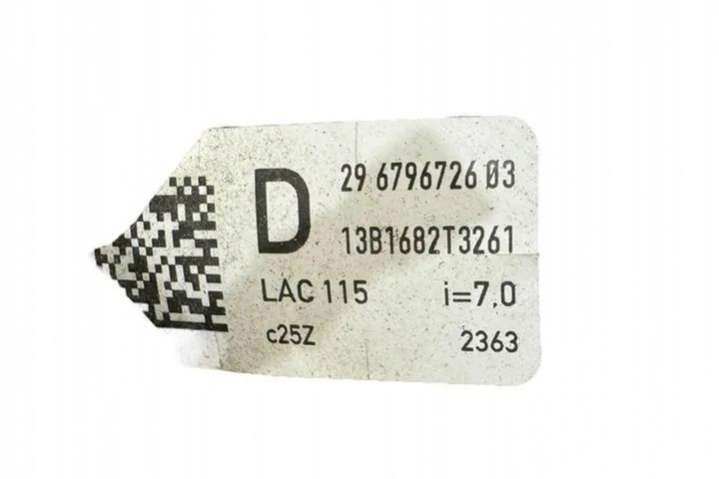 D
29 6796726 03
13B1682T3261
LAC 115 i=7,0
c25Z 2363